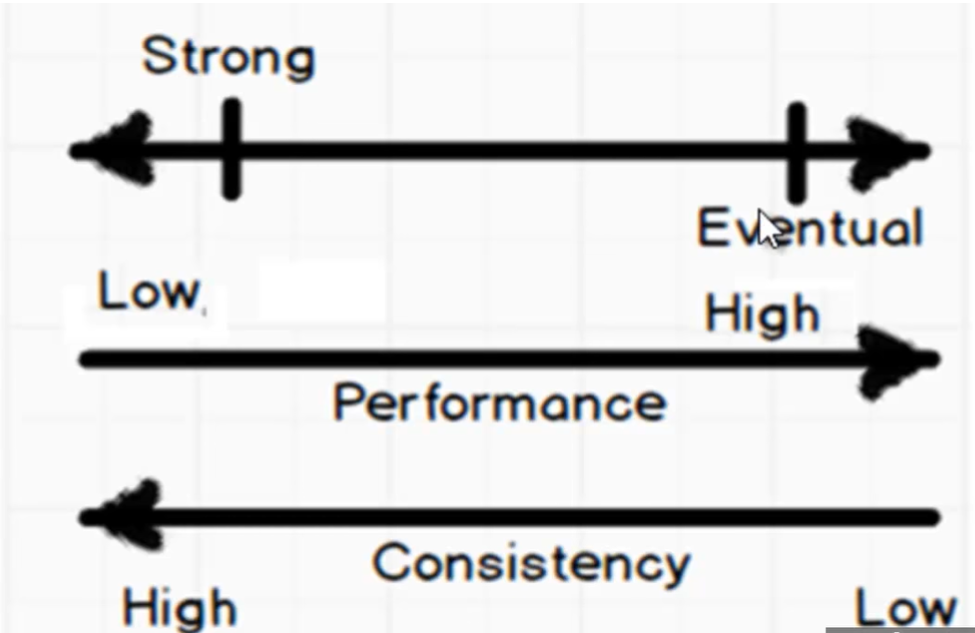 Strong
Eventual
Low
High
Performance
Consistency
High Low